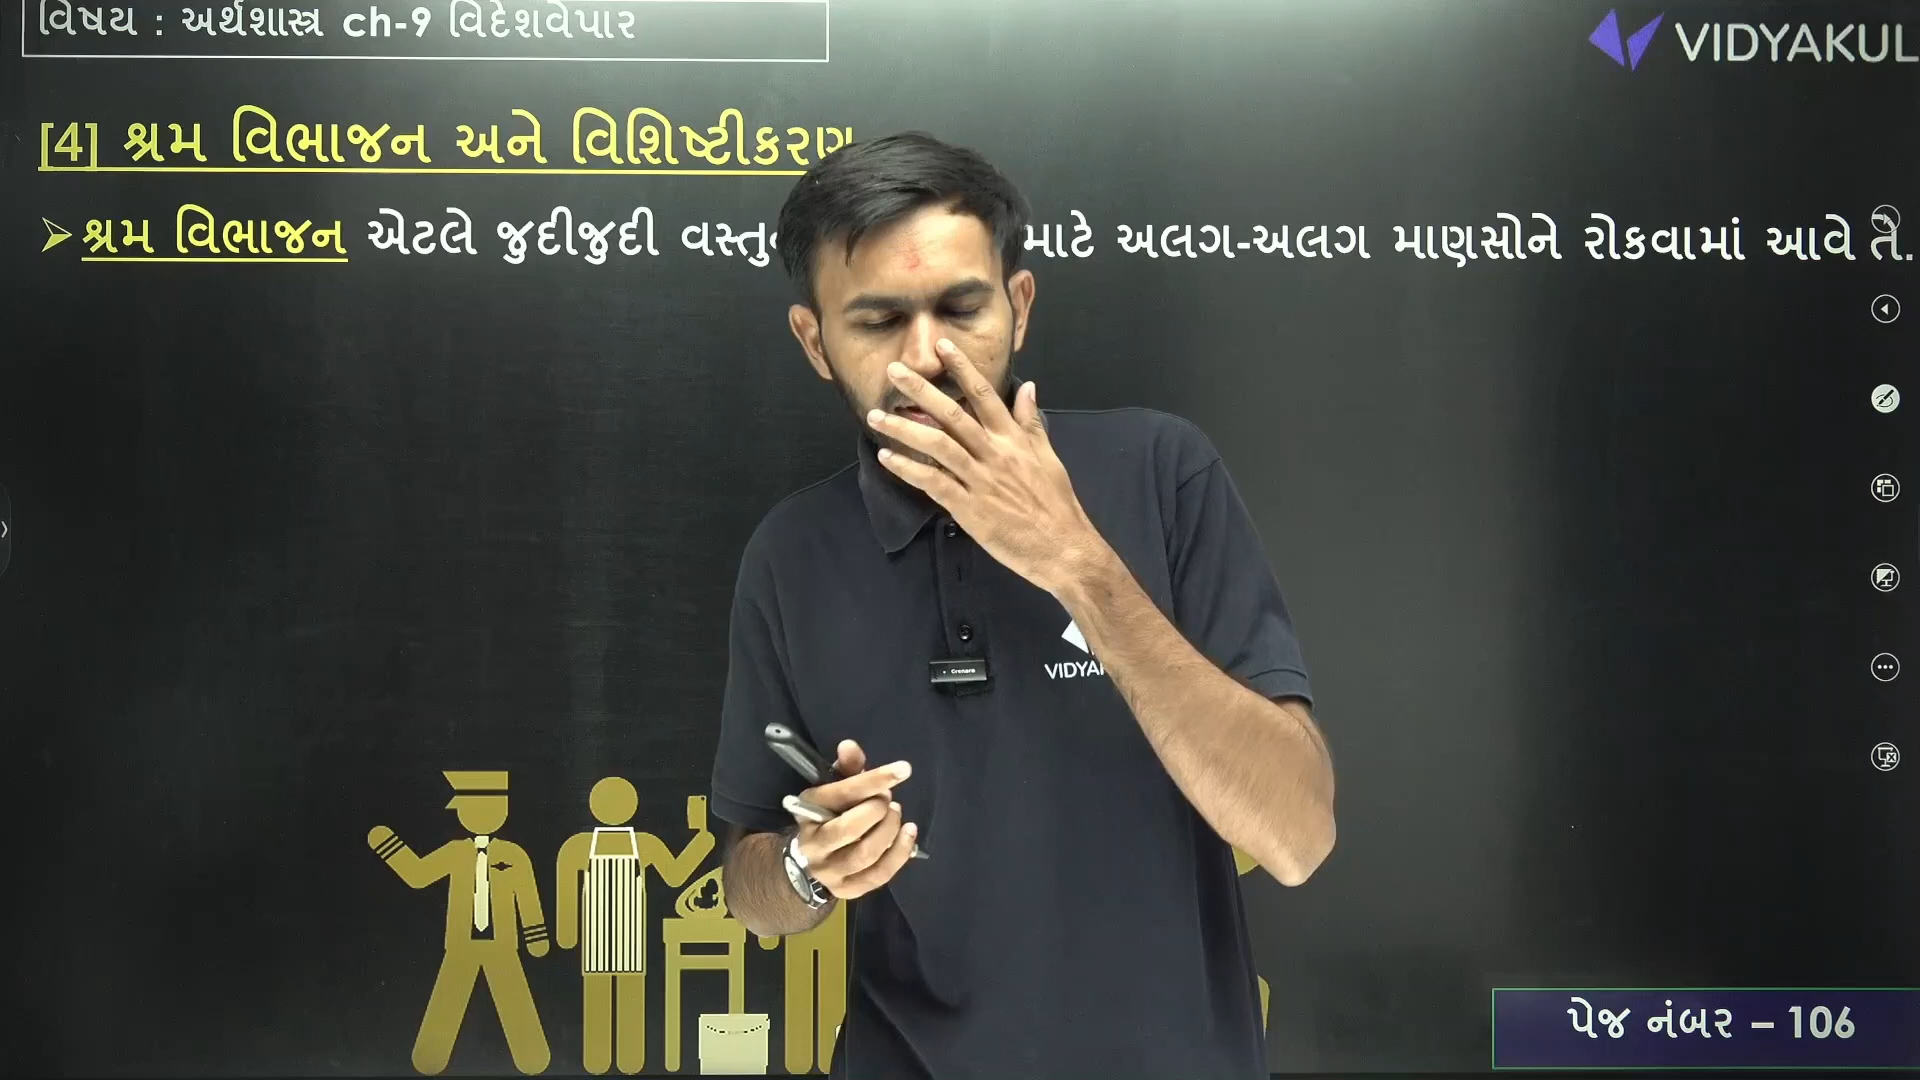 વિષય : અર્થશાસ્ત્ર ch-9 વિદેશવેપાર
VIDYAKUL
[4] શ્રમ વિભાજન અને વિશિષ્ટીકરણ
➢ શ્રમ વિભાજન એટલે જુદીજુદી માટે અલગ-અલગ માણસોને રોકવામાં આવે તે.
પેજ નંબર – 106